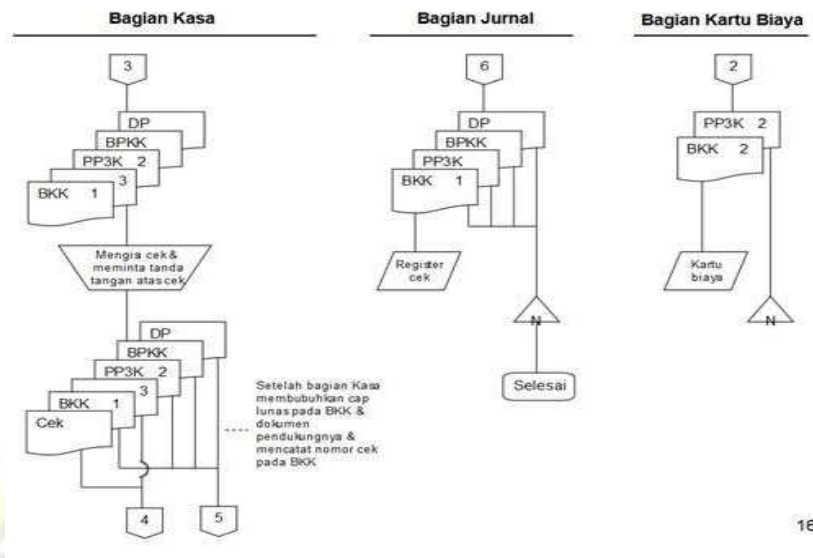 Bagian Kasa
3
DP
BPKK
PP3K 2
3
BKK 1
Mengisi cek &
meminta tanda
tangan atas cek
DP
BPKK
PP3K 2
3
BKK 1
Cek
Setelah bagian Kasa
membubuhkan cap
lunas pada BKK &
dokumen
pendukungnya &
mencatat nomor cek
pada BKK
4
5
Bagian Jurnal
6
DP
BPKK
PP3K
BKK 1
Register
cek
N
Selesai
Bagian Kartu Biaya
2
PP3K 2
BKK 2
Kartu
biaya
N
16